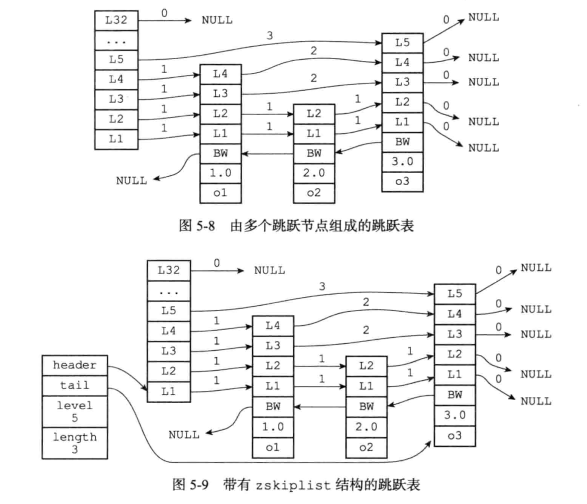 L32
0
NULL
...
L5
3
L5
0
NULL
L4
1
L4
2
L4
0
NULL
L3
1
L3
2
L3
0
NULL
L2
1
L2
1
L2
1
L2
0
NULL
L1
1
L1
1
L1
1
L1
0
NULL
BW
BW
BW
NULL
1.0
2.0
3.0
o1
o2
o3
图 5-8 由多个跳跃节点组成的跳跃表
L32
0
NULL
...
L5
3
L5
0
NULL
L4
1
L4
2
L4
0
NULL
L3
1
L3
2
L3
0
NULL
L2
1
L2
1
L2
1
L2
0
NULL
L1
1
L1
1
L1
1
L1
0
NULL
header
tail
level
5
length
3
BW
BW
BW
NULL
1.0
2.0
3.0
o1
o2
o3
图 5-9 带有 zskiplist 结构的跳跃表